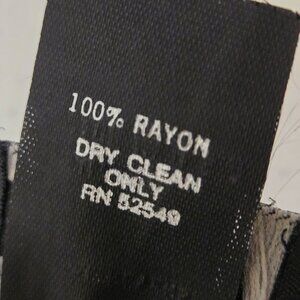 100% RAYON
DRY CLEAN
ONLY
RN 52549